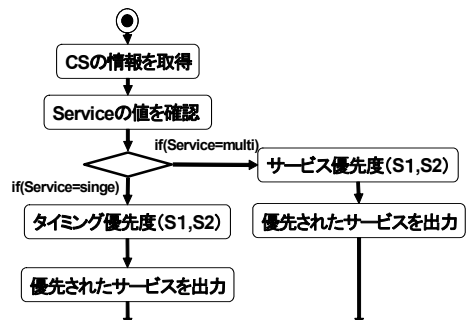 CSの情報を取得
Serviceの値を確認
if(Service=multi)
サービス優先度(S1,S2)
if(Service=singe)
タイミング優先度(S1,S2)
優先されたサービスを出力
優先されたサービスを出力